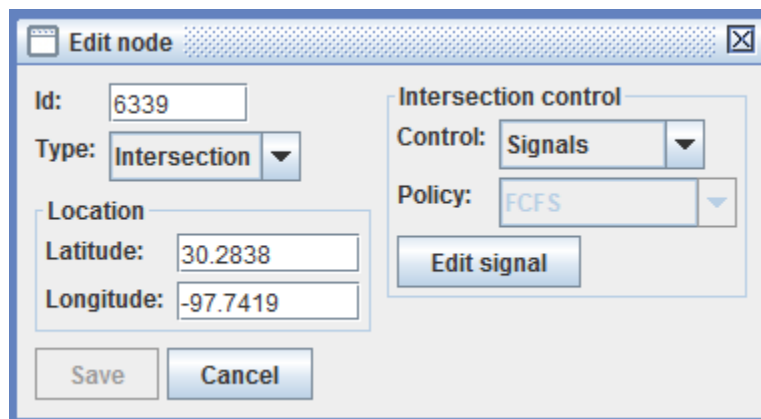 Edit node
Id: 6339
Type: Intersection
Location
Latitude: 30.2838
Longitude: -97.7419
Intersection control
Control: Signals
Policy: FCFS
Edit signal
Save Cancel